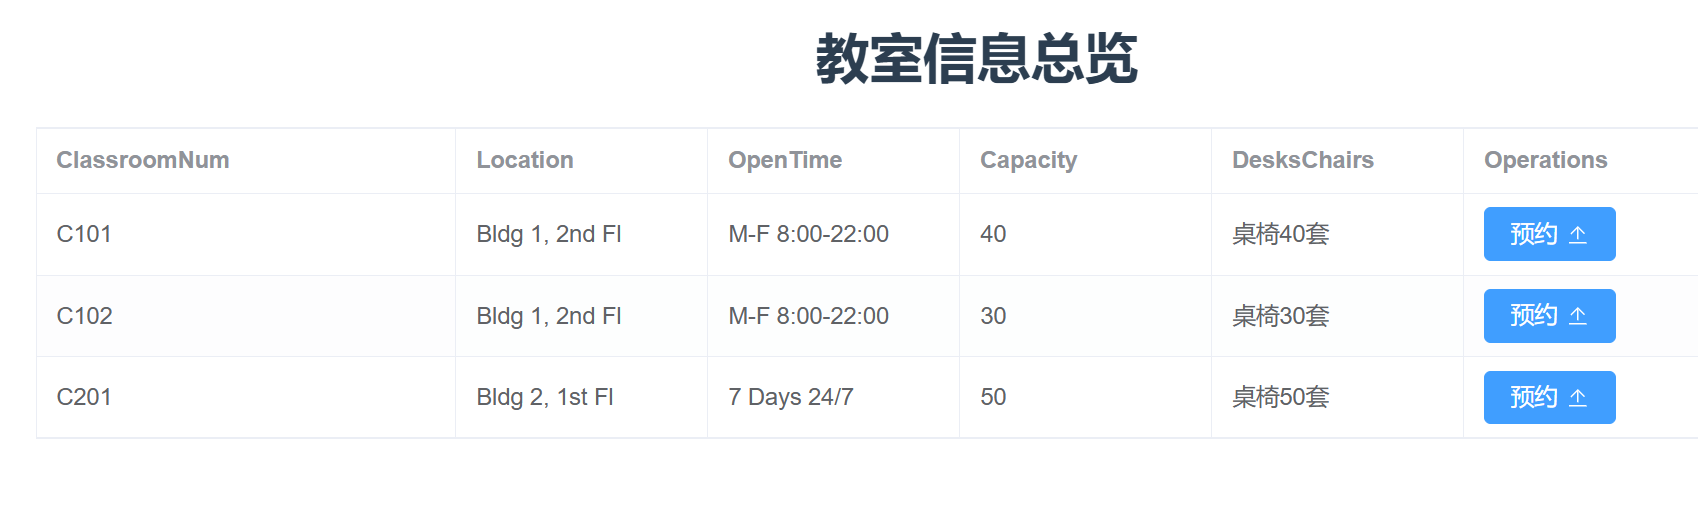 教室信息总览
ClassroomNum Location OpenTime Capacity DesksChairs Operations
C101 Bldg 1, 2nd Fl M-F 8:00-22:00 40 桌椅40套 预约
C102 Bldg 1, 2nd Fl M-F 8:00-22:00 30 桌椅30套 预约
C201 Bldg 2, 1st Fl 7 Days 24/7 50 桌椅50套 预约